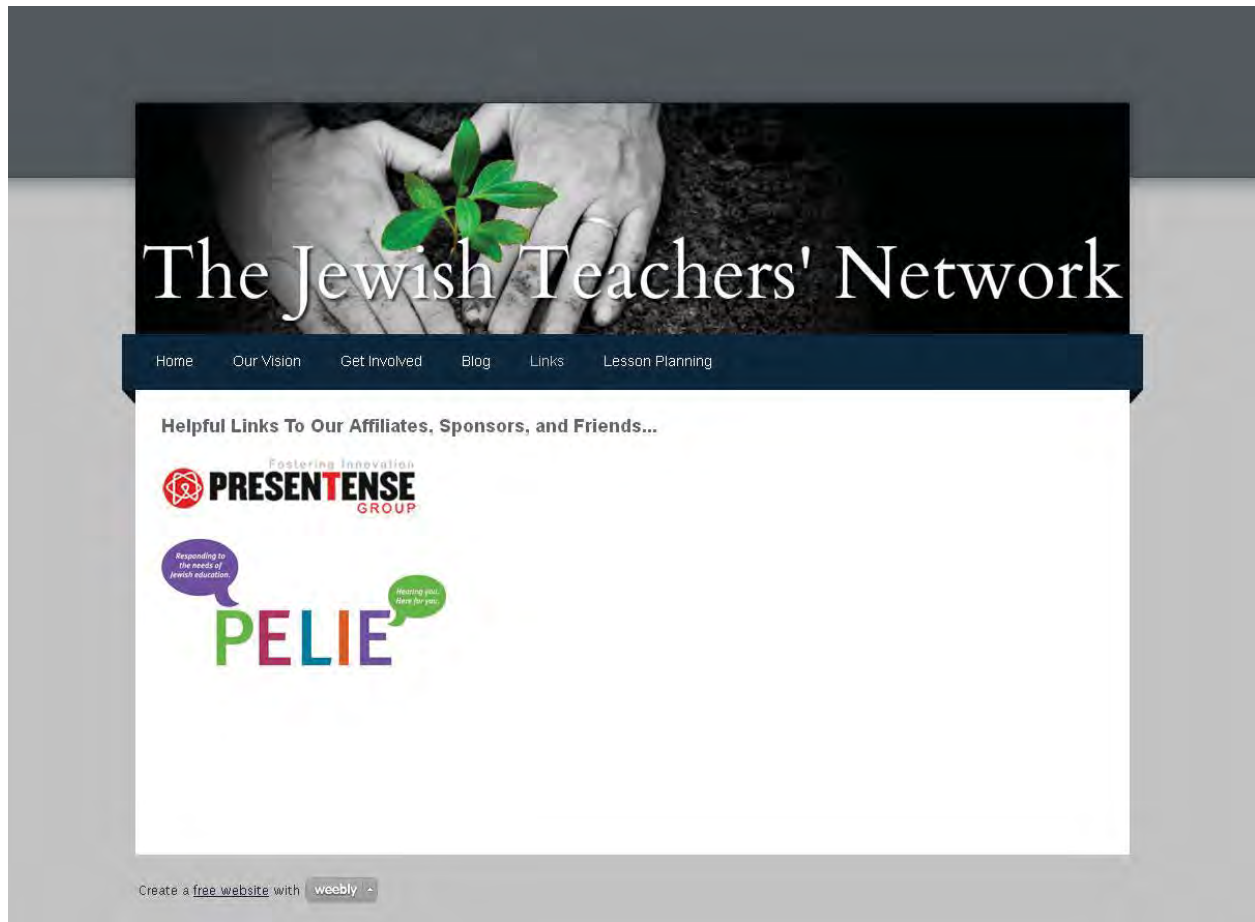 The Jewish Teachers' Network
Home Our Vision Get Involved Blog Links Lesson Planning
Helpful Links To Our Affiliates, Sponsors, and Friends...
Fostering Innovation
PRESENTENSE
GROUP
Responding to
the needs of
Jewish education.
Hearing you.
Here for you.
PELIE
Create a free website with weebly